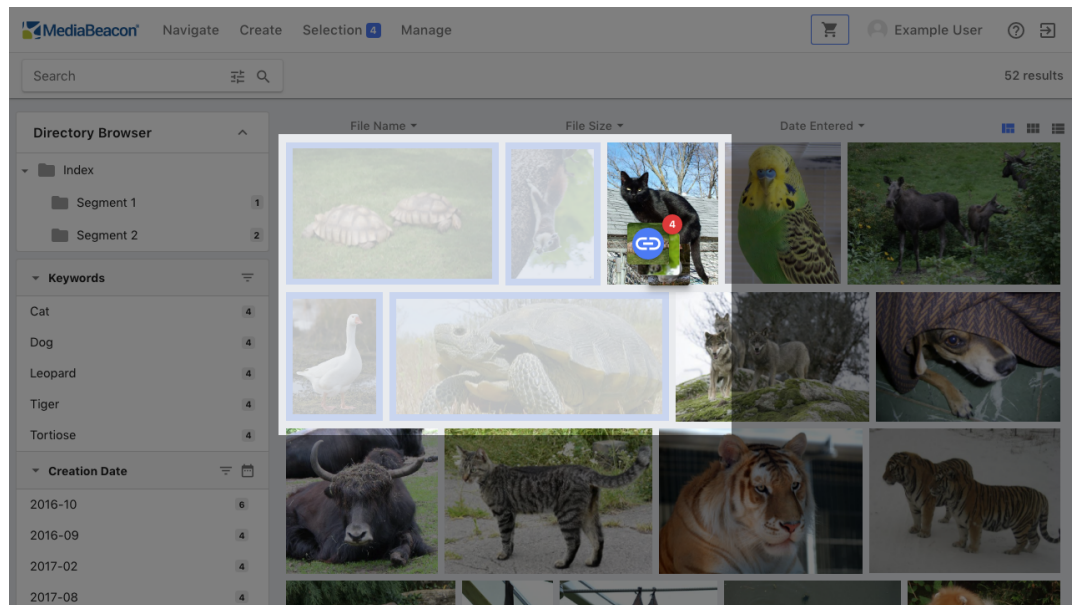 MediaBeacon Navigate Create Selection 4 Manage Example User
Search 52 results
Directory Browser
File Name File Size Date Entered
Index
Segment 1 1
Segment 2 2
4
Keywords
Cat 4
Dog 4
Leopard 4
Tiger 4
Tortiose 4
Creation Date
2016-10 6
2016-09 4
2017-02 4
2017-08 4